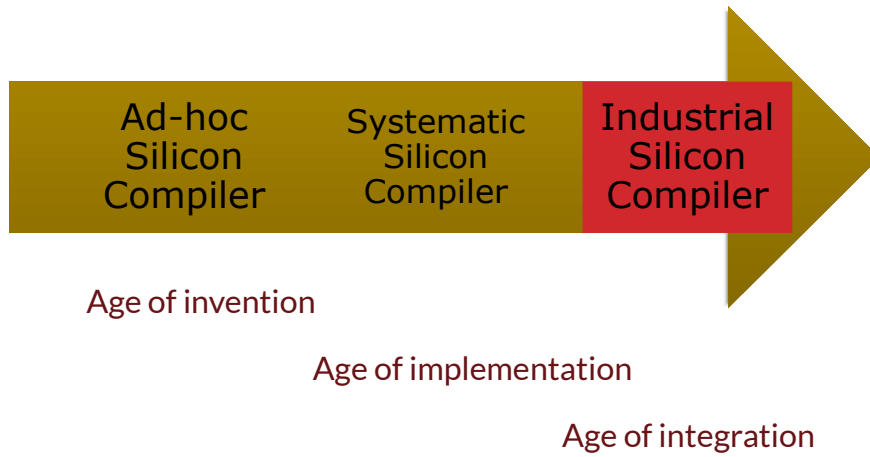 Ad-hoc
Silicon
Compiler
Systematic
Silicon
Compiler
Industrial
Silicon
Compiler
Age of invention
Age of implementation
Age of integration